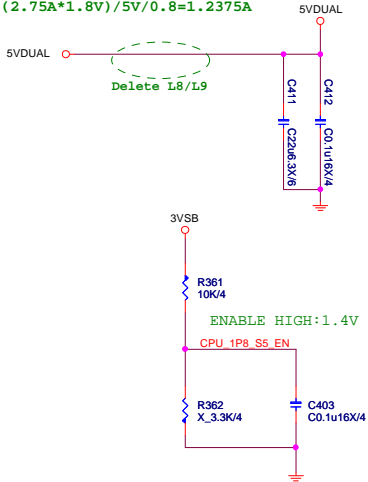 (2.75A*1.8V)/5V/0.8=1.2375A
5VDUAL
5VDUAL
Delete L8/L9
C411
C22u6.3X/6
C412
C0.1u16X/4
3VSB
R361
10K/4
ENABLE HIGH:1.4V
CPU_1P8_S5_EN
R362
X_3.3K/4
C403
C0.1u16X/4